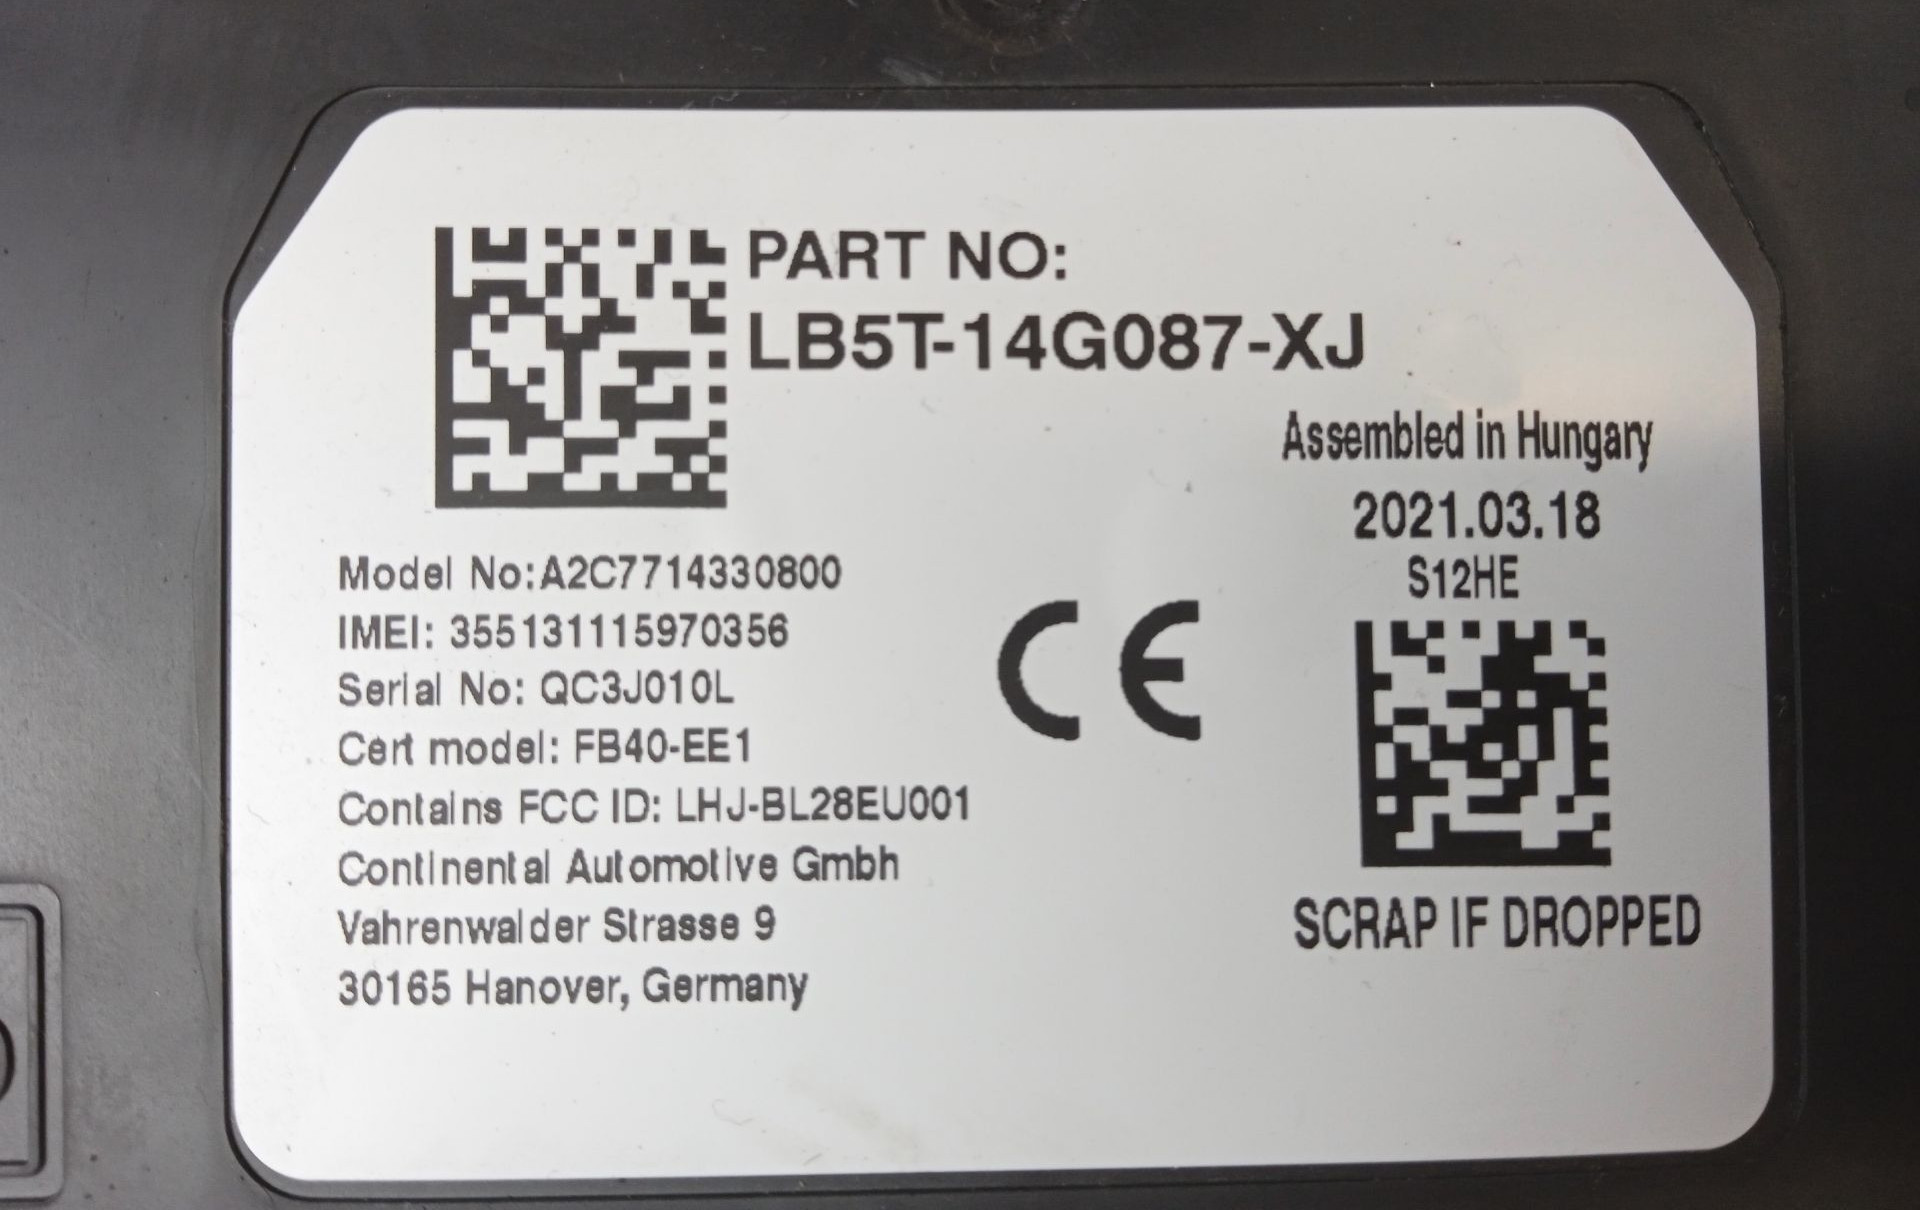 PART NO:
LB5T-14G087-XJ
Assembled in Hungary
2021.03.18
S12HE
Model No:A2C7714330800
IMEI: 355131115970356
Serial No: QC3J010L
Cert model: FB40-EE1
Contains FCC ID: LHJ-BL28EU001
Continental Automotive Gmbh
Vahrenwalder Strasse 9
30165 Hanover, Germany
CE
SCRAP IF DROPPED